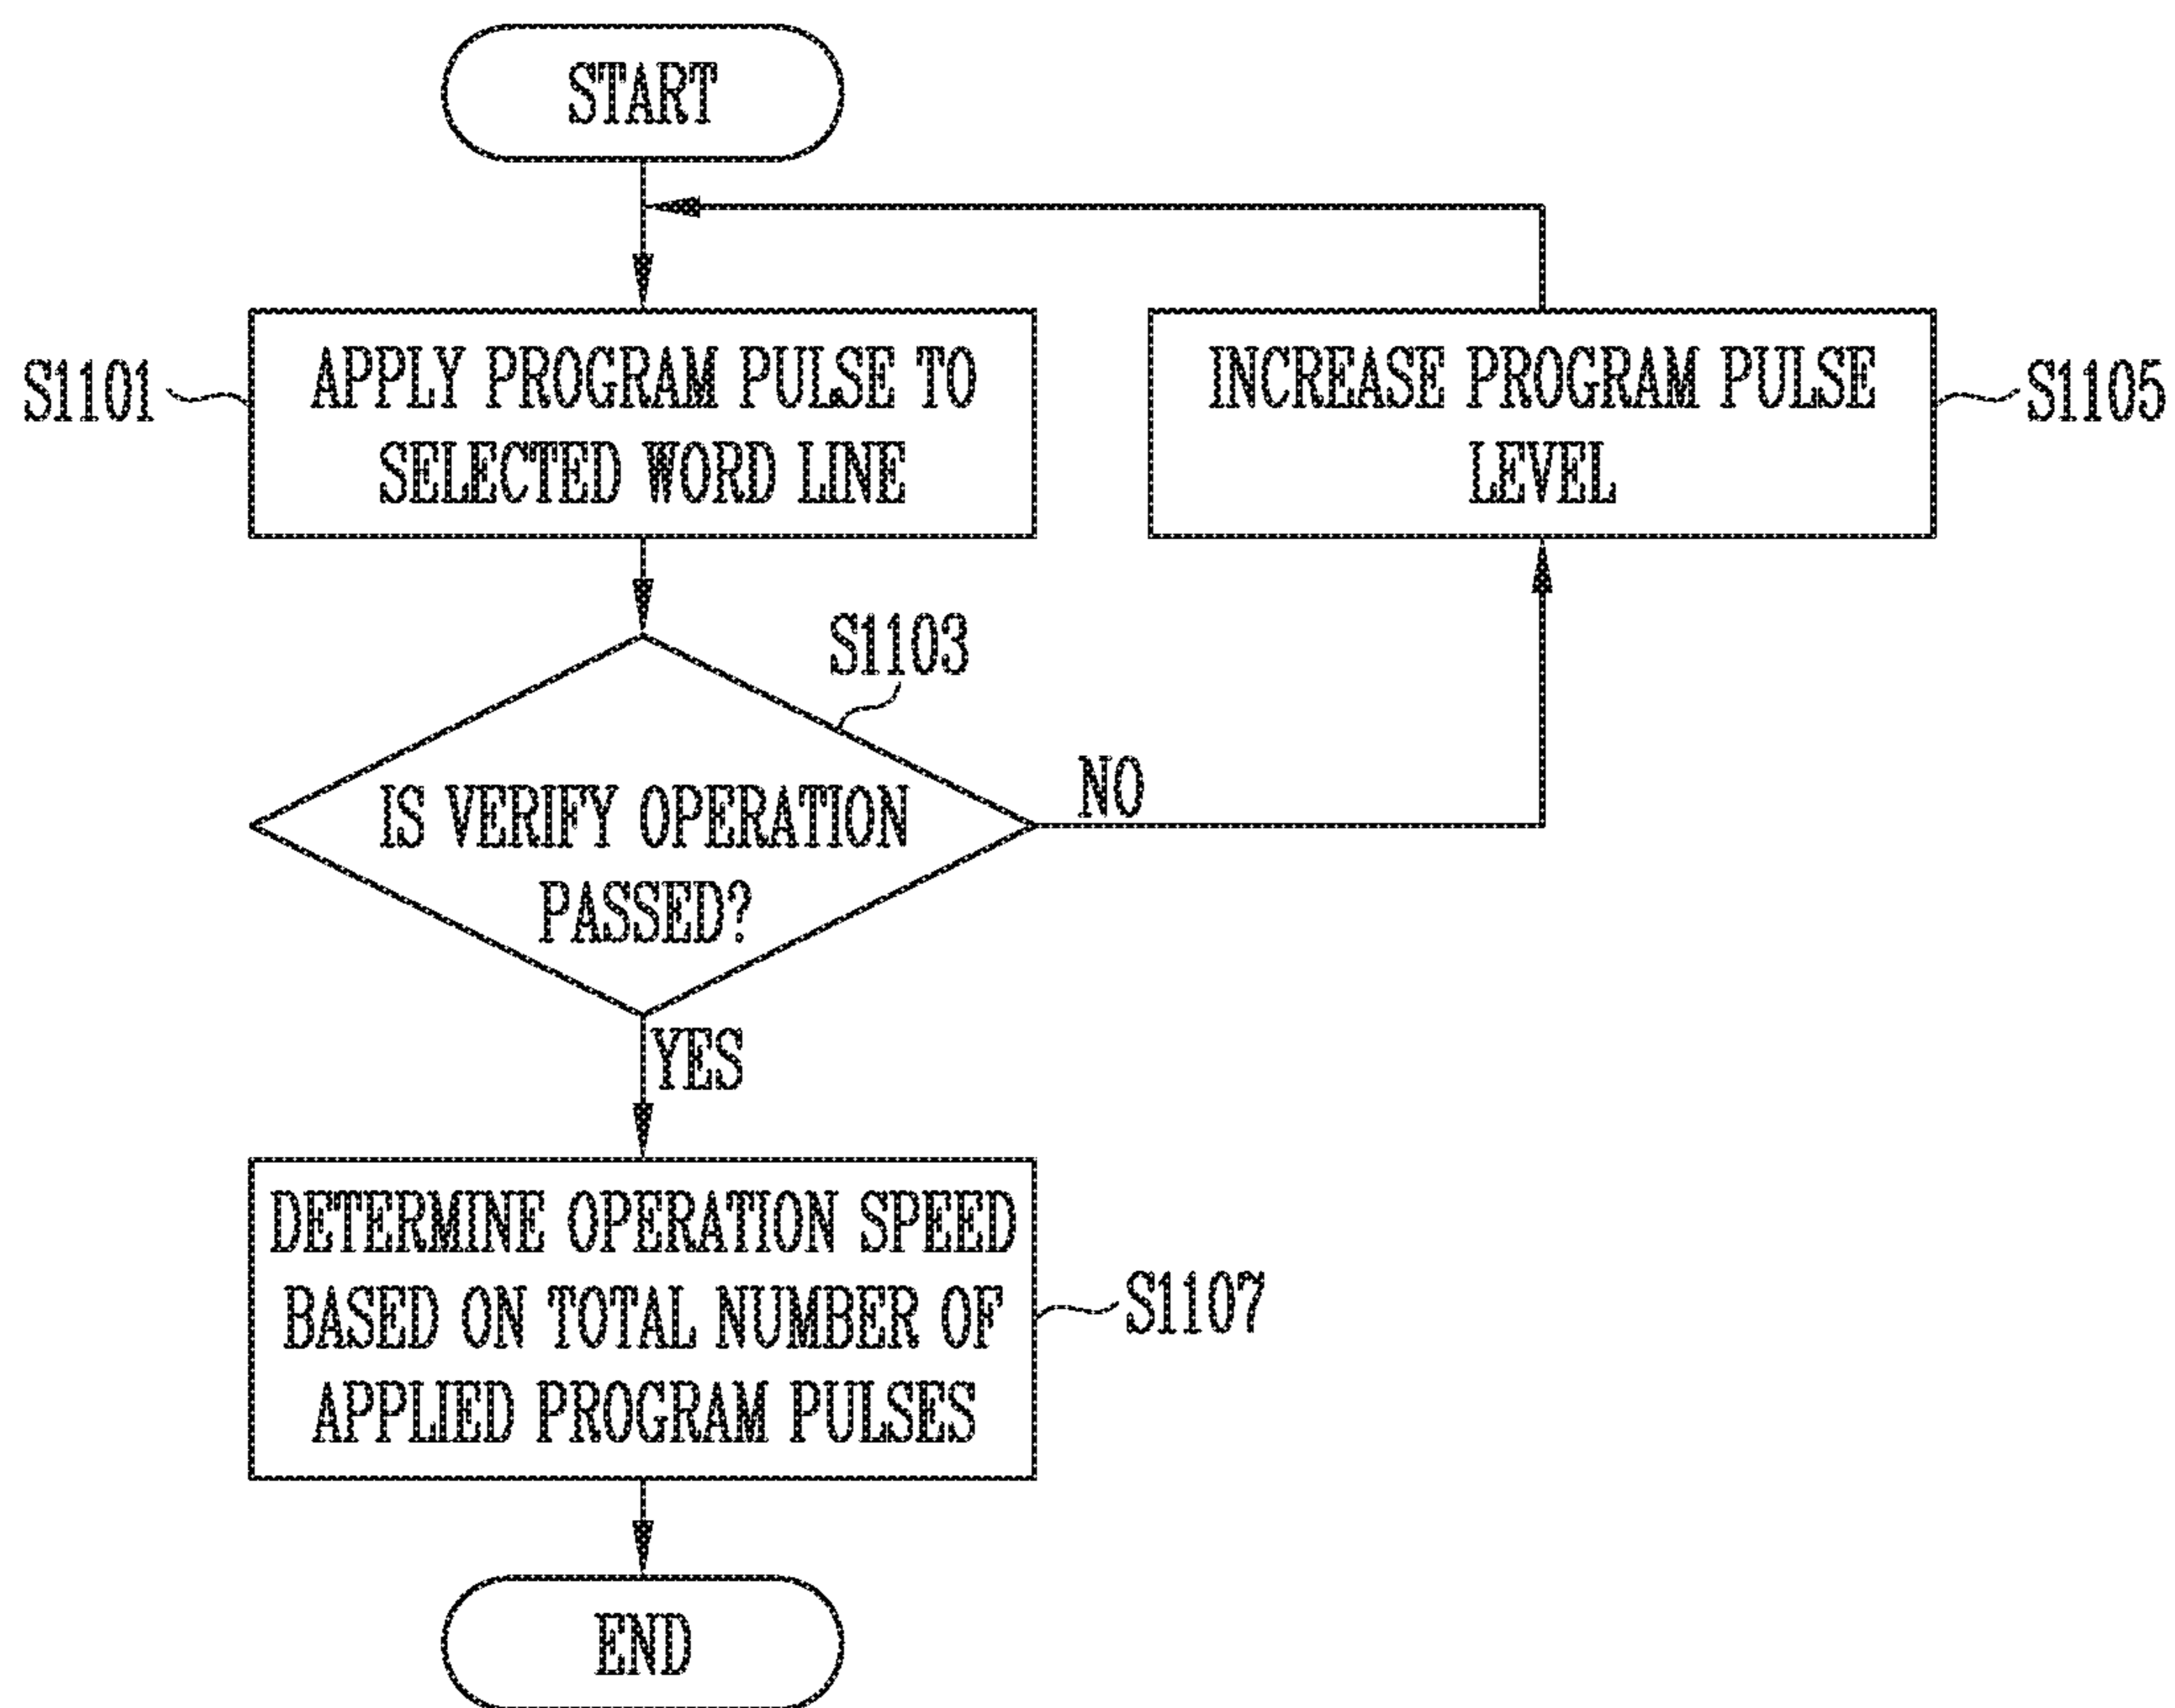 START
S1101
APPLY PROGRAM PULSE TO
SELECTED WORD LINE
INCREASE PROGRAM PULSE
LEVEL
S1105
S1103
IS VERIFY OPERATION
PASSED?
NO
YES
DETERMINE OPERATION SPEED
BASED ON TOTAL NUMBER OF
APPLIED PROGRAM PULSES
S1107
END